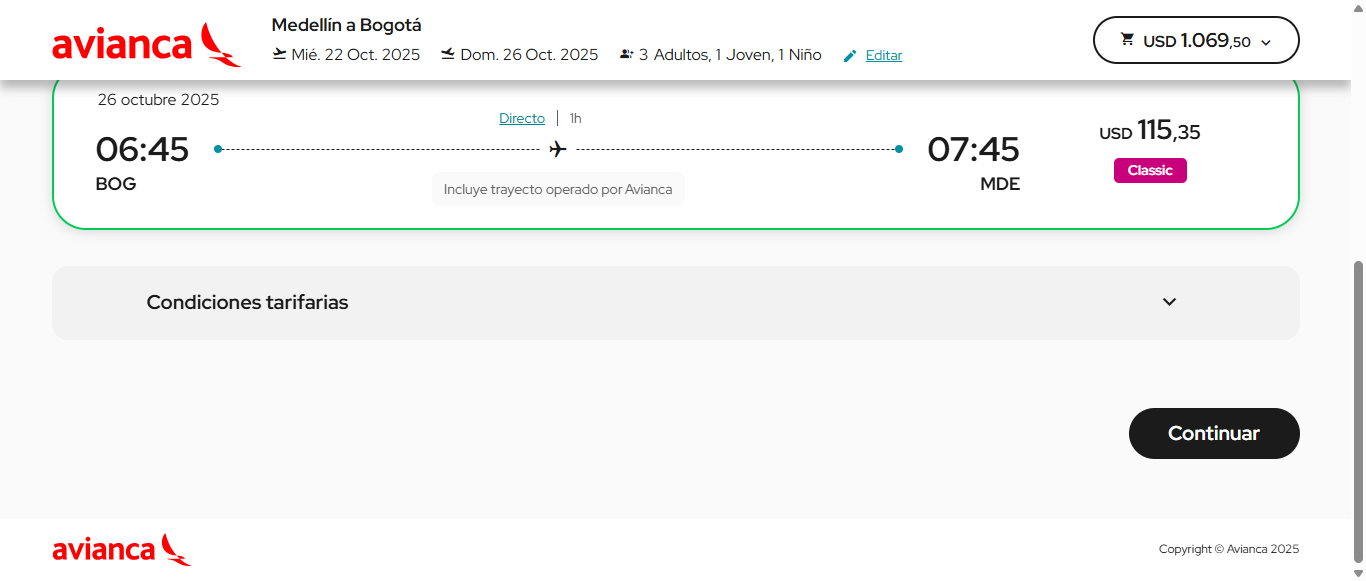 avianca
Medellín a Bogotá
Mié. 22 Oct. 2025 Dom. 26 Oct. 2025 3 Adultos, 1 Joven, 1 Niño Editar
USD 1.069,50
26 octubre 2025
Directo | 1h
06:45
07:45
BOG
MDE
Incluye trayecto operado por Avianca
USD 115,35
Classic
Condiciones tarifarias
Continuar
avianca
Copyright © Avianca 2025